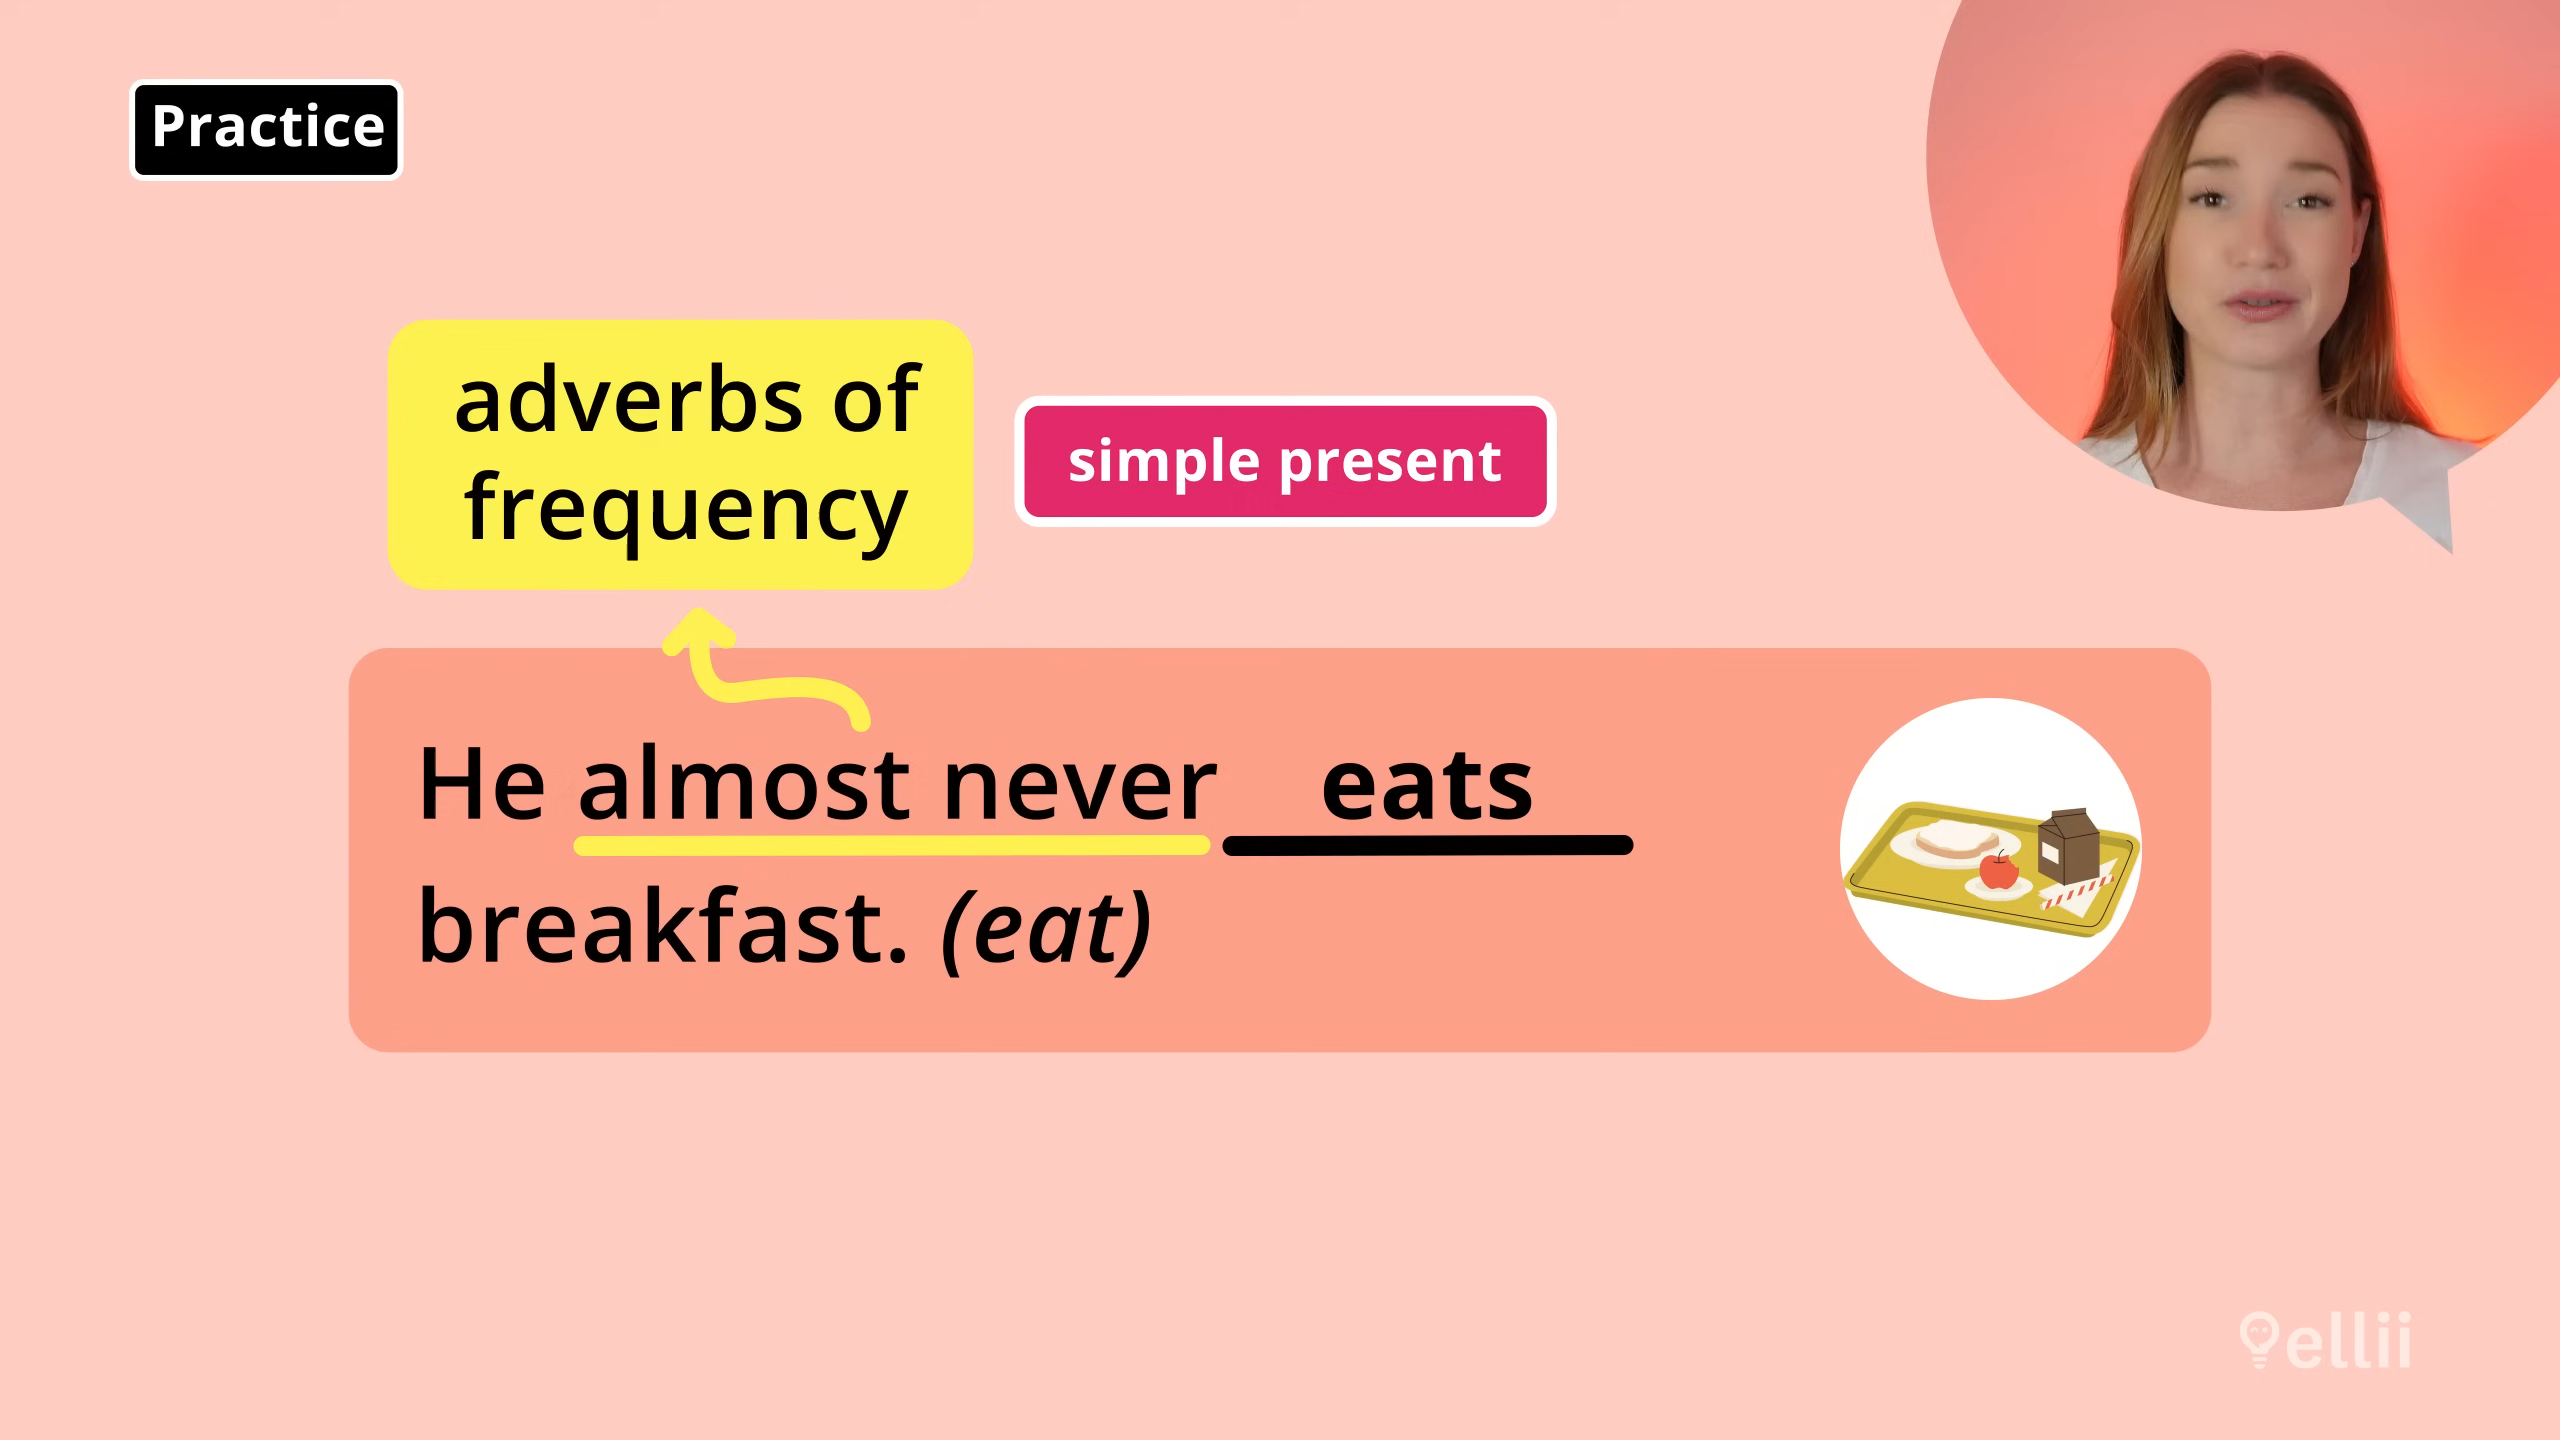 Practice
adverbs of
frequency
simple present
He almost never eats
breakfast. (eat)
ellii